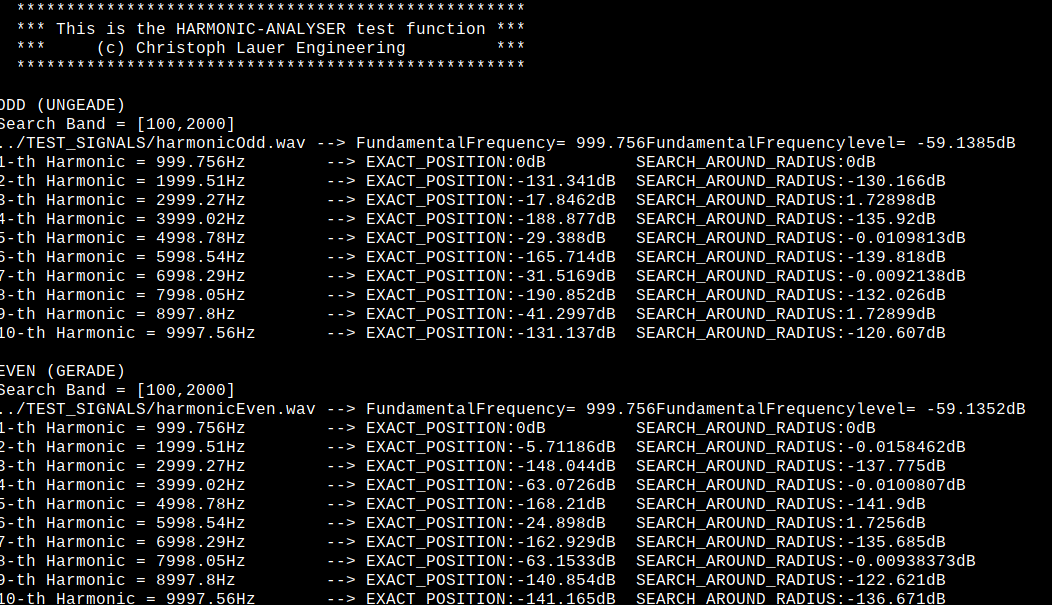 ***************************************************
*** This is the HARMONIC-ANALYSER test function ***
***     (c) Christoph Lauer Engineering         ***
***************************************************
ODD (UNGEADE)
Search Band = [100,2000]
../TEST_SIGNALS/harmonicOdd.wav --> FundamentalFrequency= 999.756FundamentalFrequencylevel= -59.1385dB
1-th Harmonic = 999.756Hz        --> EXACT_POSITION:0dB         SEARCH_AROUND_RADIUS:0dB
2-th Harmonic = 1999.51Hz        --> EXACT_POSITION:-131.341dB  SEARCH_AROUND_RADIUS:-130.166dB
3-th Harmonic = 2999.27Hz        --> EXACT_POSITION:-17.8462dB  SEARCH_AROUND_RADIUS:1.72898dB
4-th Harmonic = 3999.02Hz        --> EXACT_POSITION:-188.877dB  SEARCH_AROUND_RADIUS:-135.92dB
5-th Harmonic = 4998.78Hz        --> EXACT_POSITION:-29.388dB   SEARCH_AROUND_RADIUS:-0.0109813dB
6-th Harmonic = 5998.54Hz        --> EXACT_POSITION:-165.714dB  SEARCH_AROUND_RADIUS:-139.818dB
7-th Harmonic = 6998.29Hz        --> EXACT_POSITION:-31.5169dB  SEARCH_AROUND_RADIUS:-0.0092138dB
8-th Harmonic = 7998.05Hz        --> EXACT_POSITION:-190.852dB  SEARCH_AROUND_RADIUS:-132.026dB
9-th Harmonic = 8997.8Hz         --> EXACT_POSITION:-41.2997dB  SEARCH_AROUND_RADIUS:1.72899dB
10-th Harmonic = 9997.56Hz       --> EXACT_POSITION:-131.137dB  SEARCH_AROUND_RADIUS:-120.607dB
EVEN (GERADE)
Search Band = [100,2000]
../TEST_SIGNALS/harmonicEven.wav --> FundamentalFrequency= 999.756FundamentalFrequencylevel= -59.1352dB
1-th Harmonic = 999.756Hz        --> EXACT_POSITION:0dB         SEARCH_AROUND_RADIUS:0dB
2-th Harmonic = 1999.51Hz        --> EXACT_POSITION:-5.71186dB  SEARCH_AROUND_RADIUS:-0.0158462dB
3-th Harmonic = 2999.27Hz        --> EXACT_POSITION:-148.044dB  SEARCH_AROUND_RADIUS:-137.775dB
4-th Harmonic = 3999.02Hz        --> EXACT_POSITION:-63.0726dB  SEARCH_AROUND_RADIUS:-0.0100807dB
5-th Harmonic = 4998.78Hz        --> EXACT_POSITION:-168.21dB   SEARCH_AROUND_RADIUS:-141.9dB
6-th Harmonic = 5998.54Hz        --> EXACT_POSITION:-24.898dB   SEARCH_AROUND_RADIUS:1.7256dB
7-th Harmonic = 6998.29Hz        --> EXACT_POSITION:-162.929dB  SEARCH_AROUND_RADIUS:-135.685dB
8-th Harmonic = 7998.05Hz        --> EXACT_POSITION:-63.1533dB  SEARCH_AROUND_RADIUS:-0.00938373dB
9-th Harmonic = 8997.8Hz         --> EXACT_POSITION:-140.854dB  SEARCH_AROUND_RADIUS:-122.621dB
10-th Harmonic = 9997.56Hz       --> EXACT_POSITION:-141.165dB  SEARCH_AROUND_RADIUS:-136.671dB